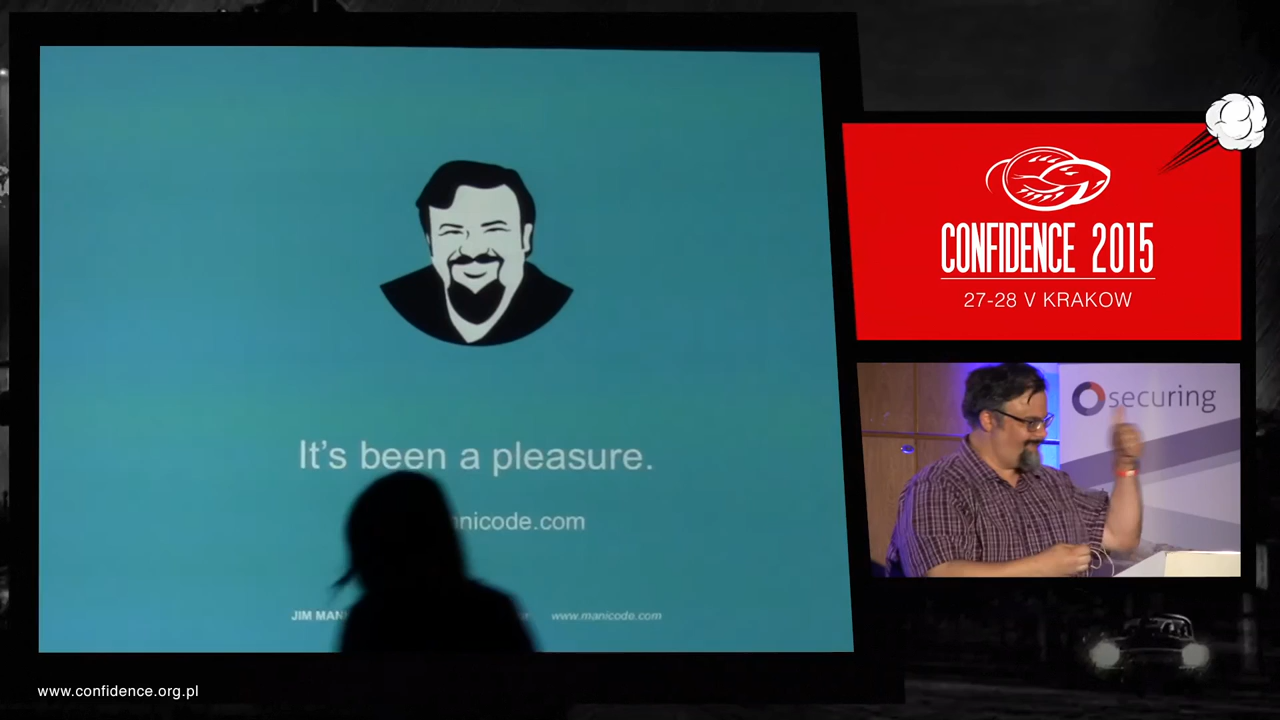 It's been a pleasure.
nicode.com
JIM MAN
www.manicode.com
CONFIDENCE 2015
27-28 V KRAKOW
securing
www.confidence.org.pl